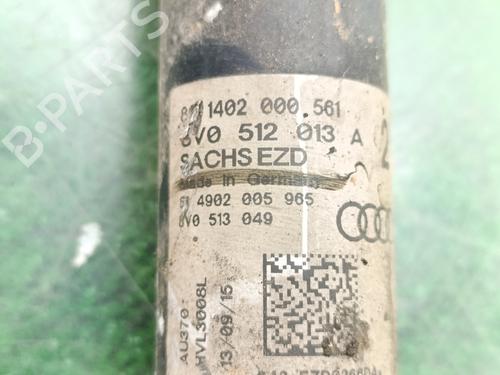 1402 000 561
8V0 512 013 A
SACHS EZD
Made in Germany
4902 005 965
8V0 513 049
AU370
HVL3008L
13/09/15
B-PARTS